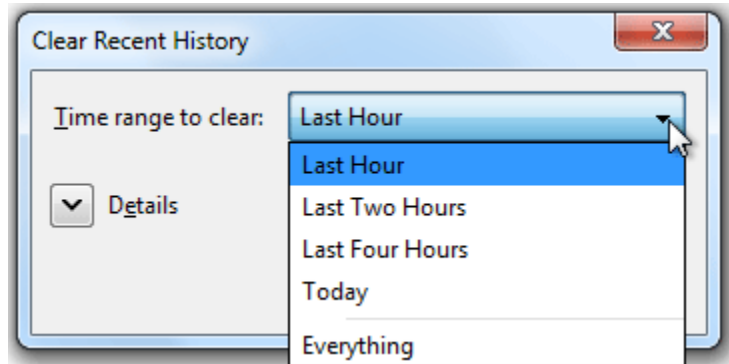 Clear Recent History
Time range to clear: Last Hour
Last Hour
Last Two Hours
Details
Last Four Hours
Today
Everything